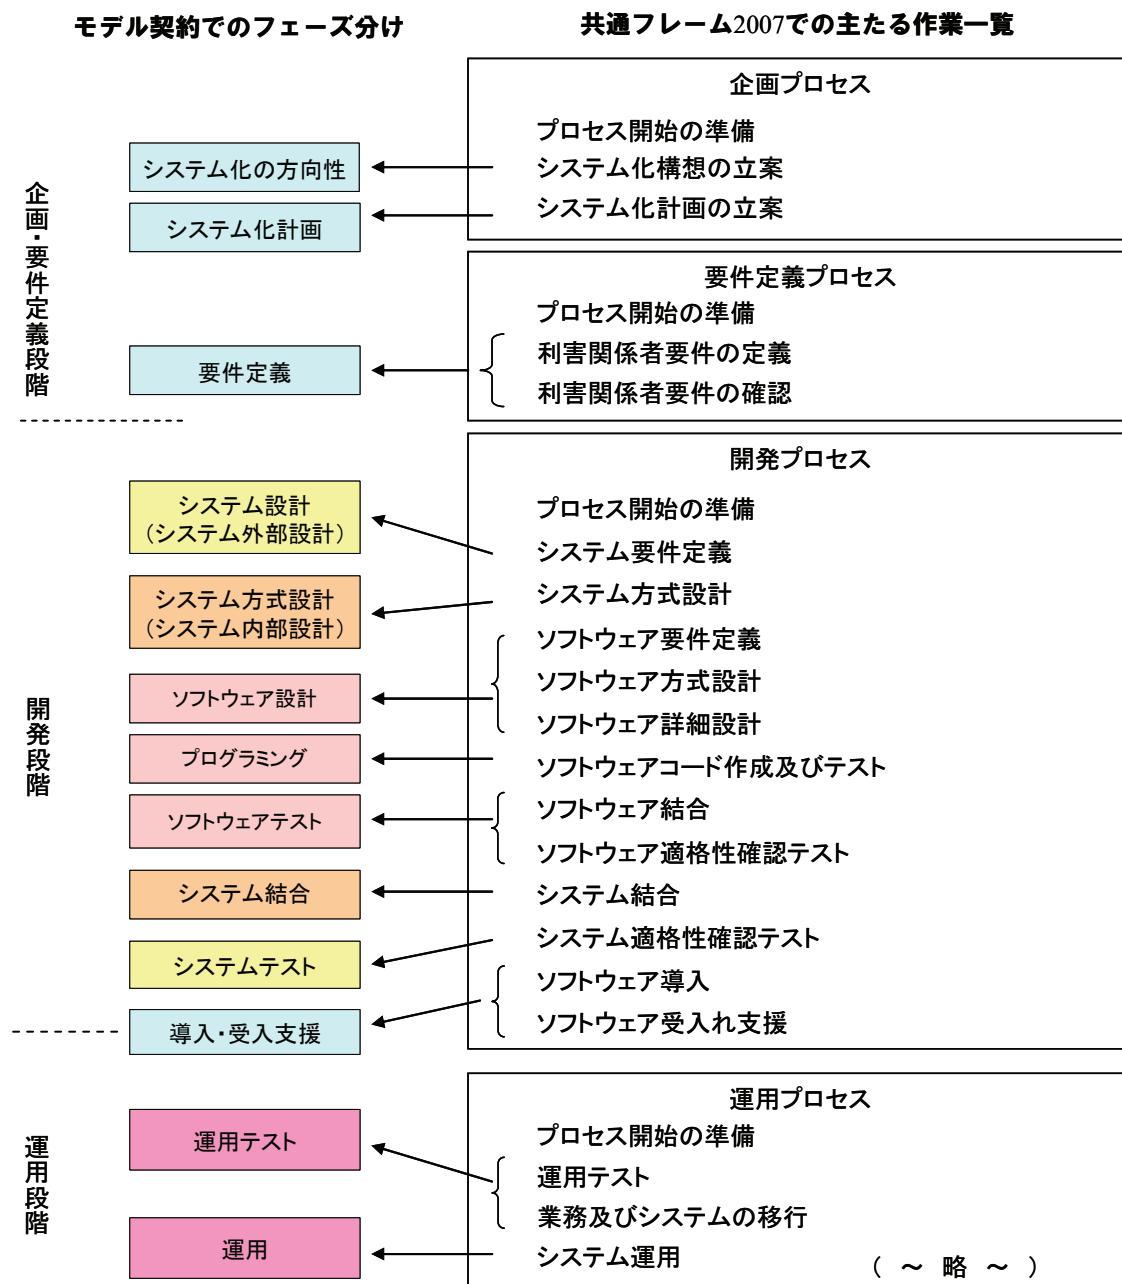 モデル契約でのフェーズ分け
共通フレーム2007での主たる作業一覧
企画・要件定義段階
システム化の方向性
システム化計画
要件定義
企画プロセス
プロセス開始の準備
システム化構想の立案
システム化計画の立案
要件定義プロセス
プロセス開始の準備
利害関係者要件の定義
利害関係者要件の確認
開発段階
システム設計
（システム外部設計）
システム方式設計
（システム内部設計）
ソフトウェア設計
プログラミング
ソフトウェアテスト
システム結合
システムテスト
導入・受入支援
開発プロセス
プロセス開始の準備
システム要件定義
システム方式設計
ソフトウェア要件定義
ソフトウェア方式設計
ソフトウェア詳細設計
ソフトウェアコード作成及びテスト
ソフトウェア結合
ソフトウェア適格性確認テスト
システム結合
システム適格性確認テスト
ソフトウェア導入
ソフトウェア受入れ支援
運用段階
運用テスト
運用
運用プロセス
プロセス開始の準備
運用テスト
業務及びシステムの移行
システム運用
（ ～ 略 ～ ）